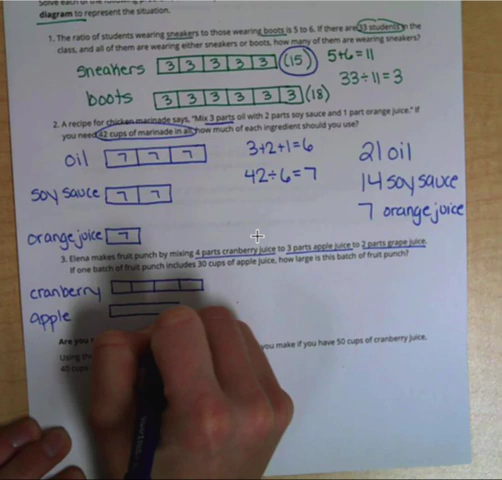 diagram to represent the situation.
1. The ratio of students wearing sneakers to those wearing boots is 5 to 6. If there are 33 students in the
class, and all of them are wearing either sneakers or boots, how many of them are wearing sneakers?
sneakers 3 3 3 3 3 (15) 5+6=11
33÷11=3
boots 3 3 3 3 3 3 (18)
2. A recipe for chicken marinade says, "Mix 3 parts oil with 2 parts soy sauce and 1 part orange juice." If
you need 42 cups of marinade in all, how much of each ingredient should you use?
oil 7 7 7 3+2+1=6 21 oil
42÷6=7 14 soy sauce
soy sauce 7 7
7 orange juice
orange juice 7
3. Elena makes fruit punch by mixing 4 parts cranberry juice to 3 parts apple juice to 2 parts grape juice.
If one batch of fruit punch includes 30 cups of apple juice, how large is this batch of fruit punch?
cranberry
apple
Are you
you make if you have 50 cups of cranberry juice,
Using
40 cups